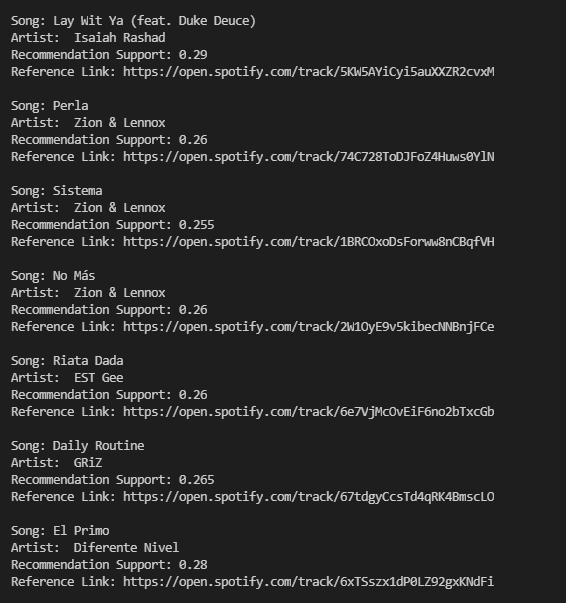 Song: Lay Wit Ya (feat. Duke Deuce)
Artist:  Isaiah Rashad
Recommendation Support: 0.29
Reference Link: https://open.spotify.com/track/5KW5AYiCyi5auXXZR2cvxM
Song: Perla
Artist:  Zion & Lennox
Recommendation Support: 0.26
Reference Link: https://open.spotify.com/track/74C728ToDJFoZ4Huws0YlN
Song: Sistema
Artist:  Zion & Lennox
Recommendation Support: 0.255
Reference Link: https://open.spotify.com/track/1BRCOxoDsForww8nCBqfVH
Song: No Más
Artist:  Zion & Lennox
Recommendation Support: 0.26
Reference Link: https://open.spotify.com/track/2W1OyE9v5kibecNNBnjFCe
Song: Riata Dada
Artist:  EST Gee
Recommendation Support: 0.26
Reference Link: https://open.spotify.com/track/6e7VjMcOvEiF6no2bTxcGb
Song: Daily Routine
Artist:  GRiZ
Recommendation Support: 0.265
Reference Link: https://open.spotify.com/track/67tdgyCcsTd4qRK4BmscLO
Song: El Primo
Artist:  Diferente Nivel
Recommendation Support: 0.28
Reference Link: https://open.spotify.com/track/6xTSszx1dP0LZ92gxKNdFi